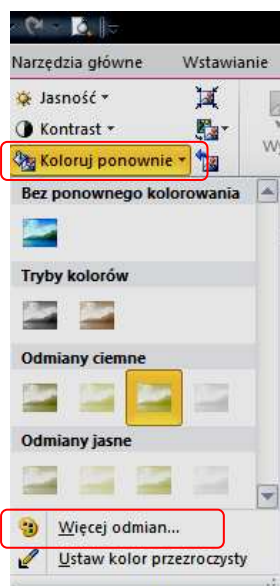 Narzędzia główne Wstawianie
Jasność
Kontrast
Koloruj ponownie
Bez ponownego kolorowania
Tryby kolorów
Odmiany ciemne
Odmiany jasne
Więcej odmian...
Ustaw kolor przezroczysty